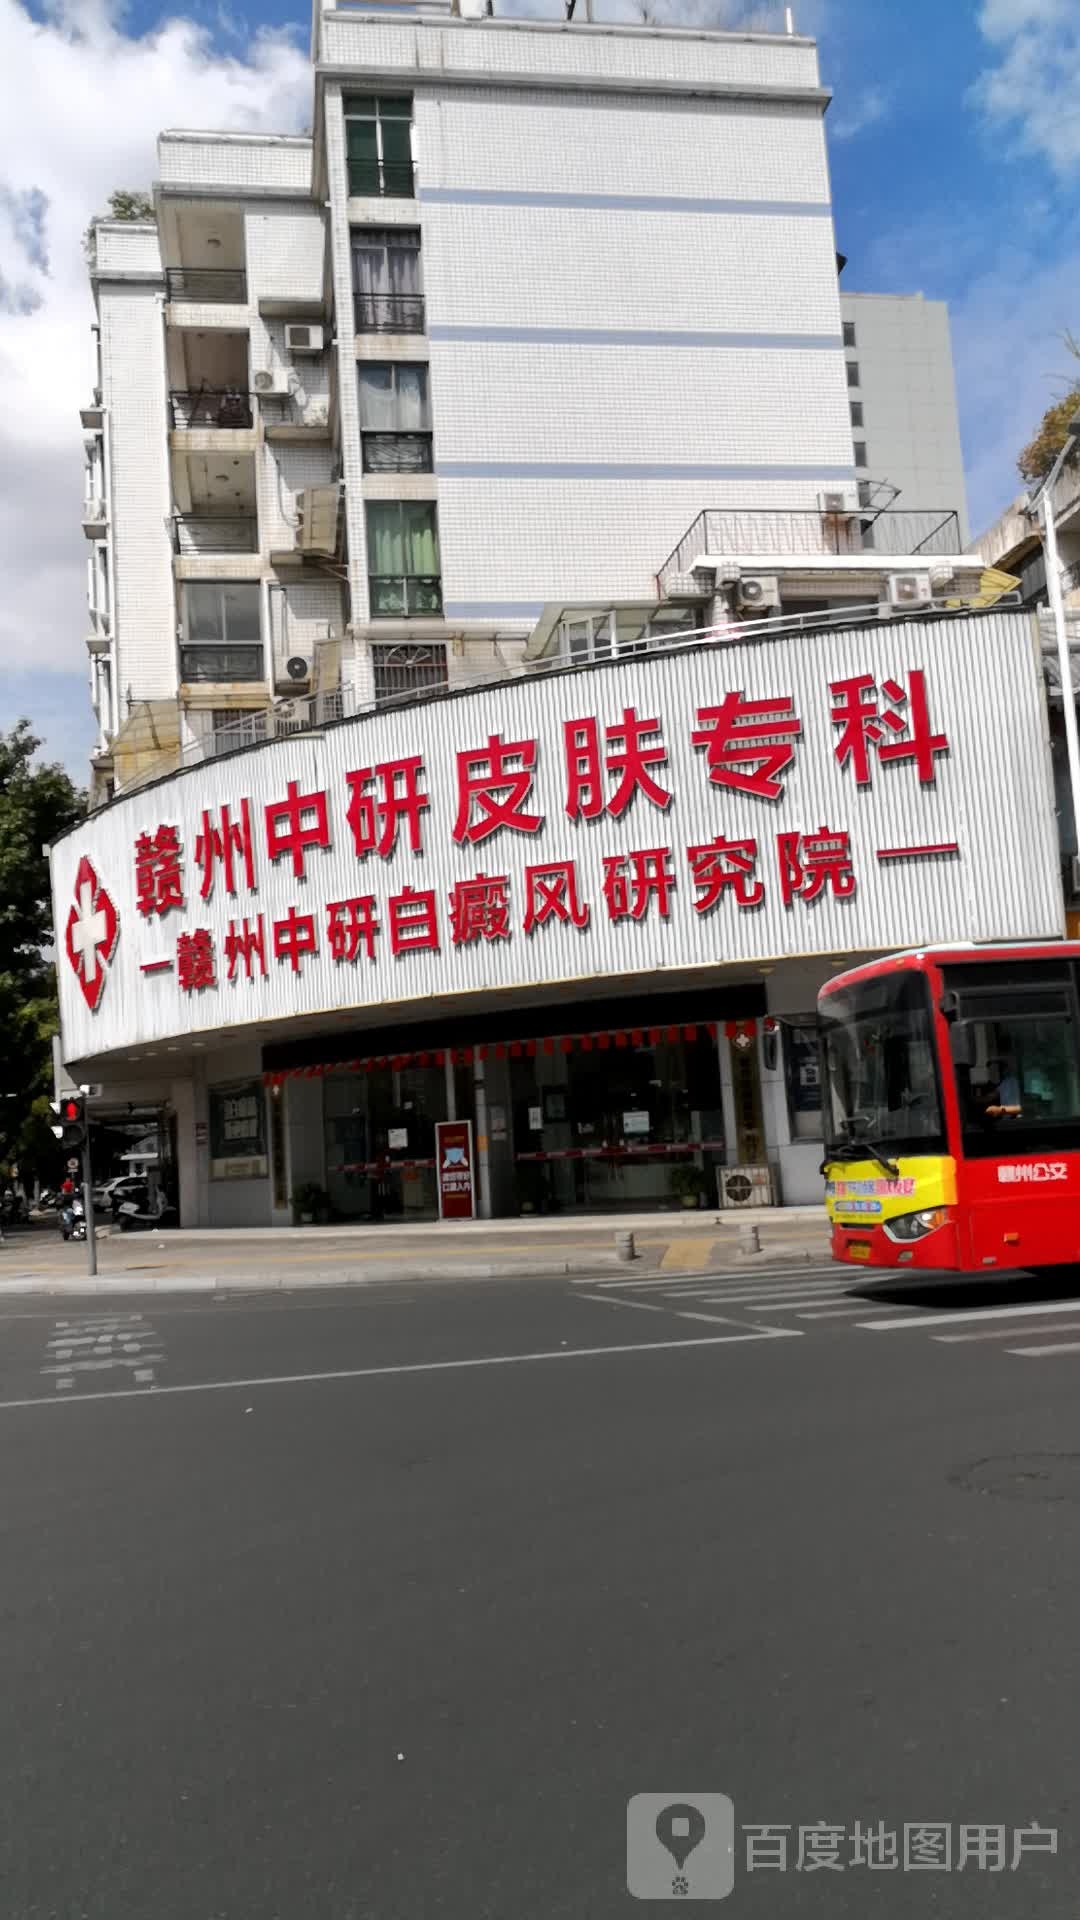 赣州中研皮肤专科
赣州中研白癜风研究院
赣州公交
百度地图用户